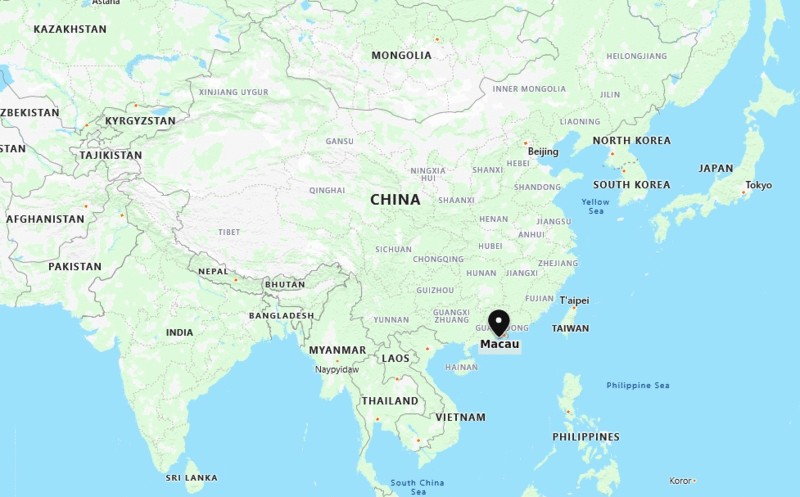 Astana
KAZAKHSTAN
MONGOLIA
HEILONGJIANG
XINJIANG UYGUR
INNER MONGOLIA
JILIN
ZBEKISTAN
KYRGYZSTAN
LIAONING
GANSU
NORTH KOREA
STAN
TAJIKISTAN
Beijing
HEBEI
NINGXIA
HUI
SHANXI
JAPAN
SOUTH KOREA
Tokyo
QINGHAI
SHANDONG
CHINA
SHAANXI
Yellow
Sea
AFGHANISTAN
HENAN
JIANGSU
TIBET
ANHUI
SICHUAN
HUBEI
CHONGQING
ZHEJIANG
PAKISTAN
NEPAL
HUNAN
JIANGXI
BHUTAN
GUIZHOU
FUJIAN
T'aipei
BANGLADESH
YUNNAN
GUANGXI
ZHUANG
GUA
DONG
TAIWAN
INDIA
Macau
MYANMAR
LAOS
HAINAN
Naypyidaw
Philippine Sea
THAILAND
VIETNAM
PHILIPPINES
SRI LANKA
South China
Sea
Koror